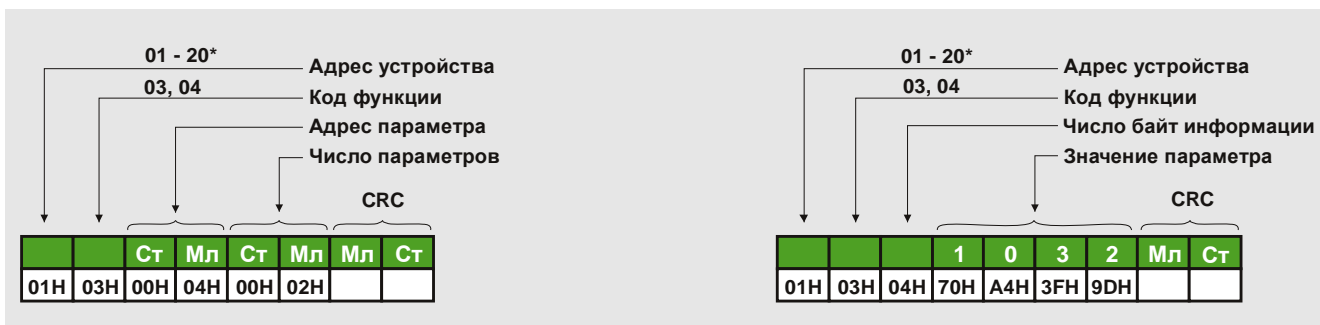 01 - 20*
Адрес устройства
03, 04
Код функции
Адрес параметра
Число параметров
CRC
Ст Мл Ст Мл Мл Ст
01H 03H 00H 04H 00H 02H
01 - 20*
Адрес устройства
03, 04
Код функции
Число байт информации
Значение параметра
CRC
1 0 3 2 Мл Ст
01H 03H 04H 70H A4H 3FH 9DH